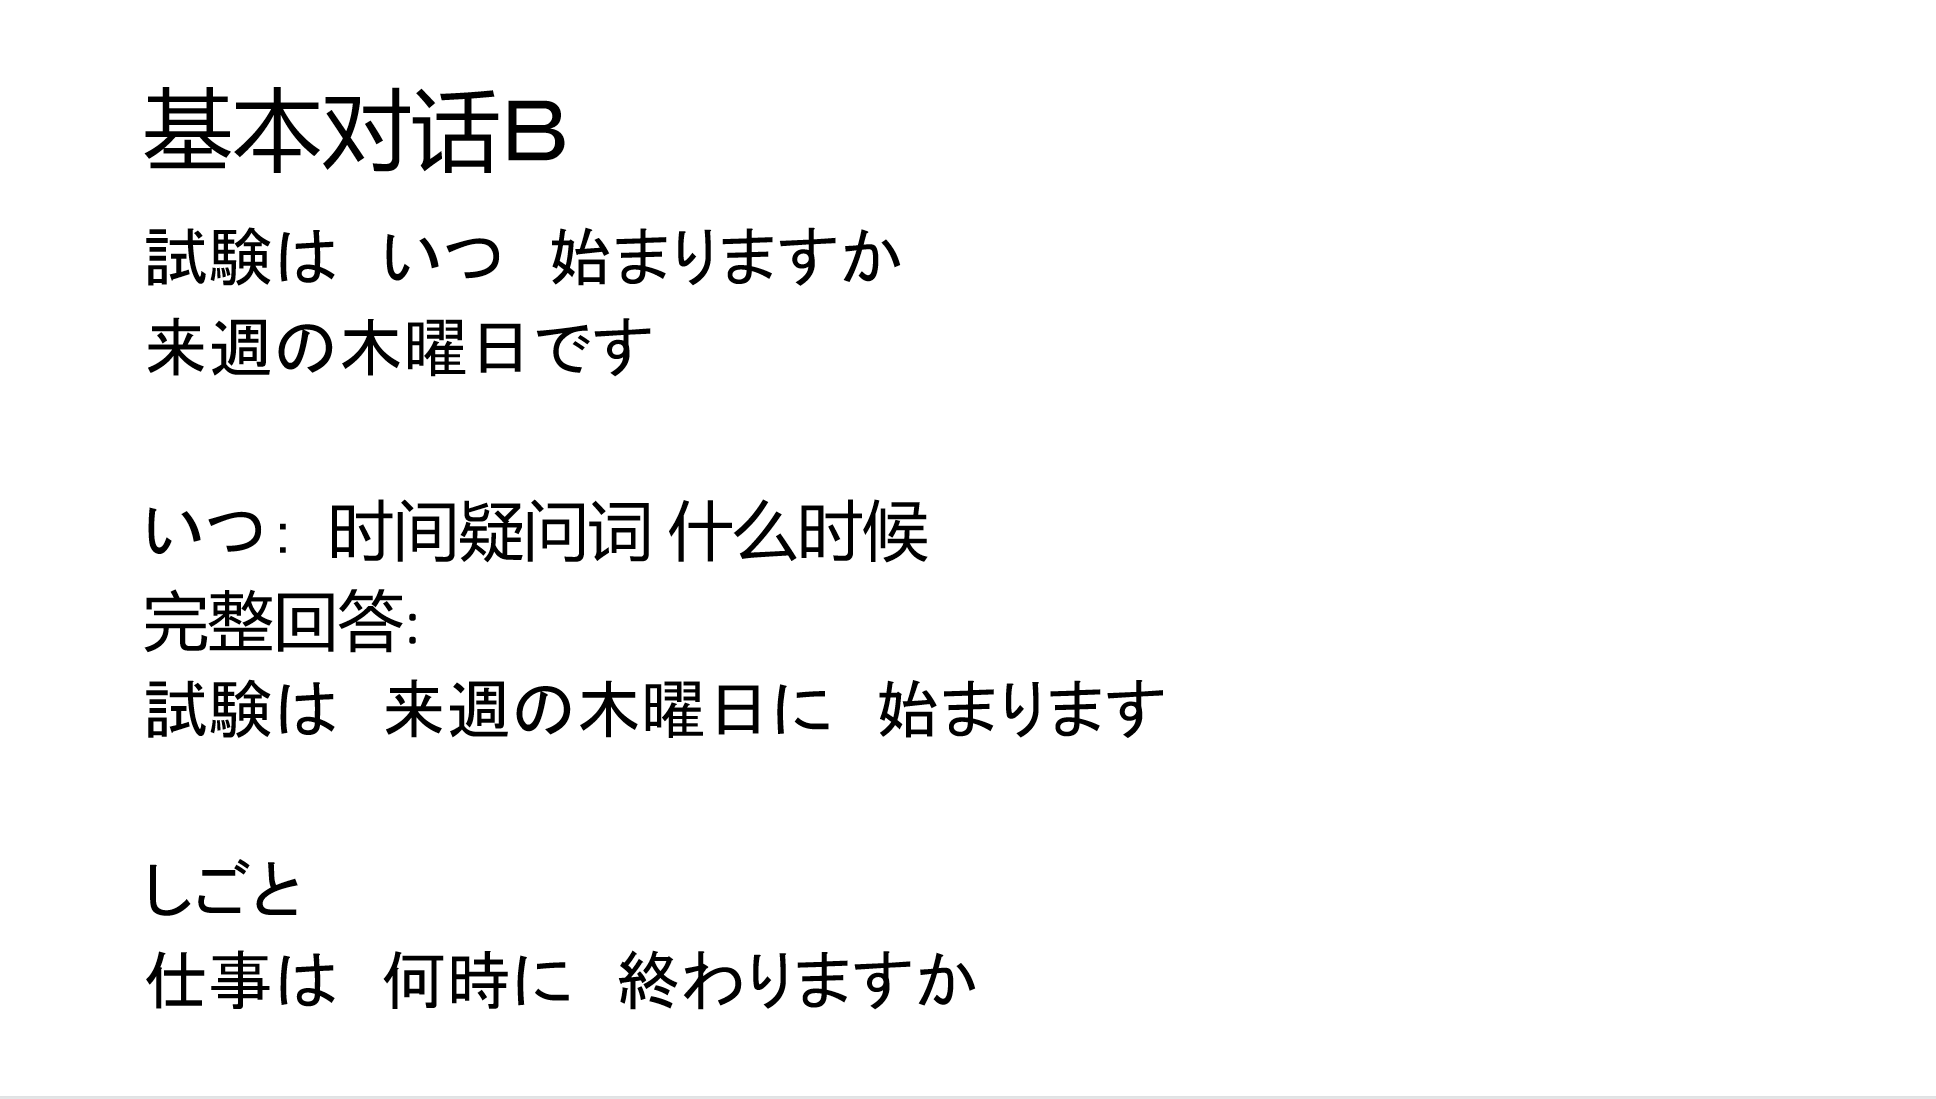 基本对话B
試験は　いつ　始まりますか
来週の木曜日です
いつ：时间疑问词 什么时候
完整回答:
試験は　来週の木曜日に　始まります
しごと
仕事は　何時に　終わりますか